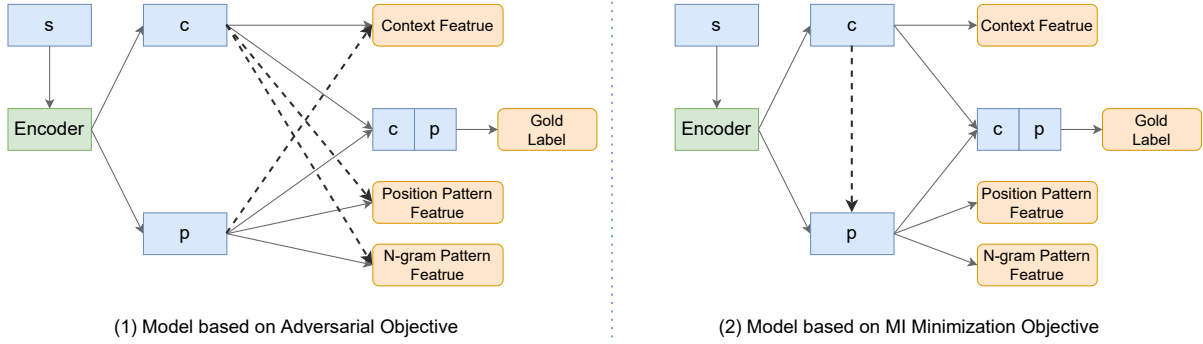 s
c
Context Featrue
Encoder
c
p
Gold
Label
Position Pattern
Featrue
p
N-gram Pattern
Featrue
(1) Model based on Adversarial Objective
s
c
Context Featrue
Encoder
c
p
Gold
Label
Position Pattern
Featrue
p
N-gram Pattern
Featrue
(2) Model based on MI Minimization Objective